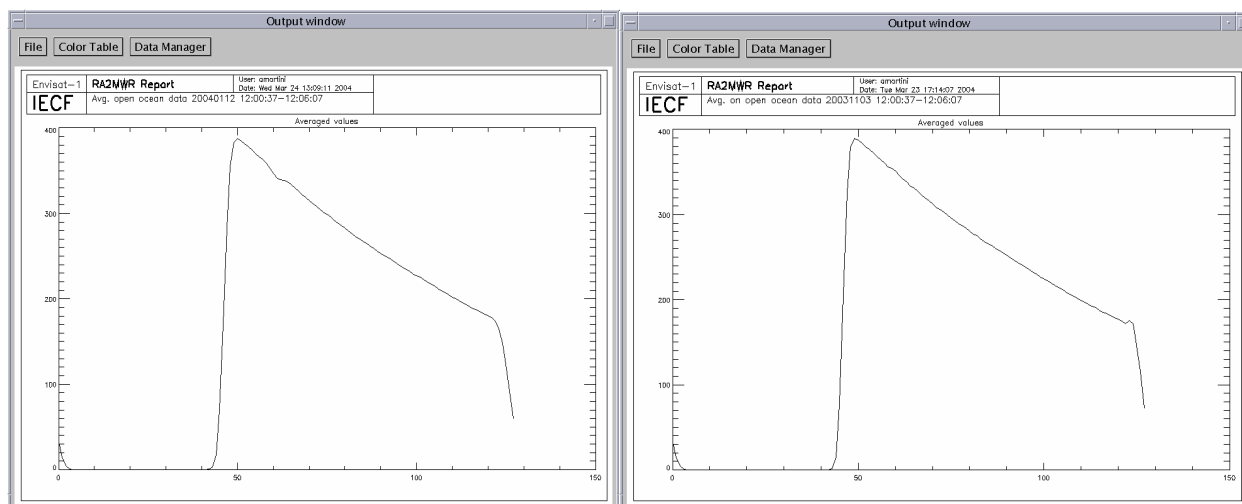 Output window
File Color Table Data Manager
Envisat-1 RA2MWR Report User: amartini
Date: Wed Mar 24 13:09:11 2004
IECF Avg. open ocean data 20040112 12:00:37-12:06:07
Averaged values
400
300
200
100
0
0 50 100 150
Output window
File Color Table Data Manager
Envisat-1 RA2MWR Report User: amartini
Date: Tue Mar 23 17:14:07 2004
IECF Avg. on open ocean data 20031103 12:00:37-12:06:07
Averaged values
400
300
200
100
0
0 50 100 150